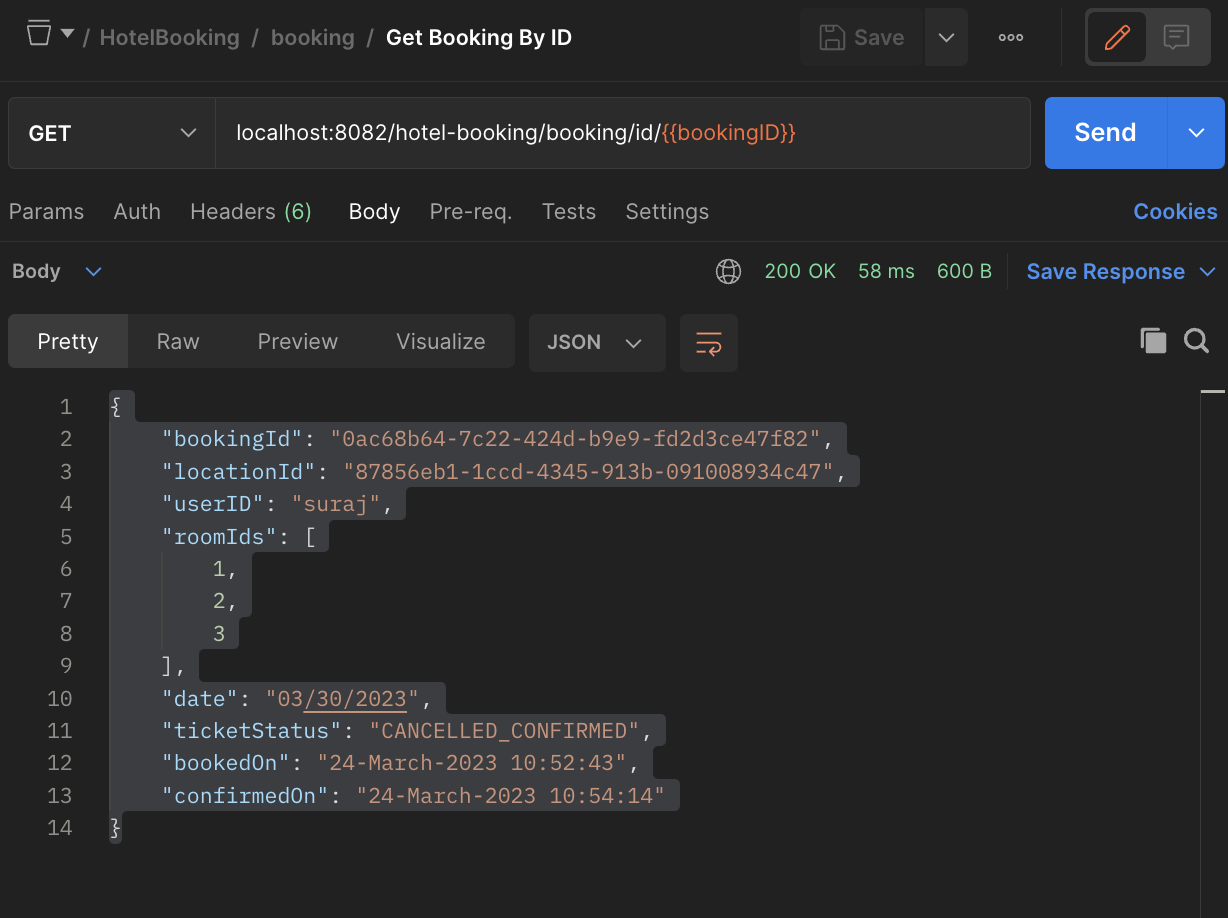 / HotelBooking / booking / Get Booking By ID Save
GET localhost:8082/hotel-booking/booking/id/{{bookingID}} Send
Params Auth Headers (6) Body Pre-req. Tests Settings Cookies
Body 200 OK 58 ms 600 B Save Response
Pretty Raw Preview Visualize JSON
1 {
2 "bookingId": "0ac68b64-7c22-424d-b9e9-fd2d3ce47f82",
3 "locationId": "87856eb1-1ccd-4345-913b-091008934c47",
4 "userID": "suraj",
5 "roomIds": [
6 1,
7 2,
8 3
9 ],
10 "date": "03/30/2023",
11 "ticketStatus": "CANCELLED_CONFIRMED",
12 "bookedOn": "24-March-2023 10:52:43",
13 "confirmedOn": "24-March-2023 10:54:14"
14 }